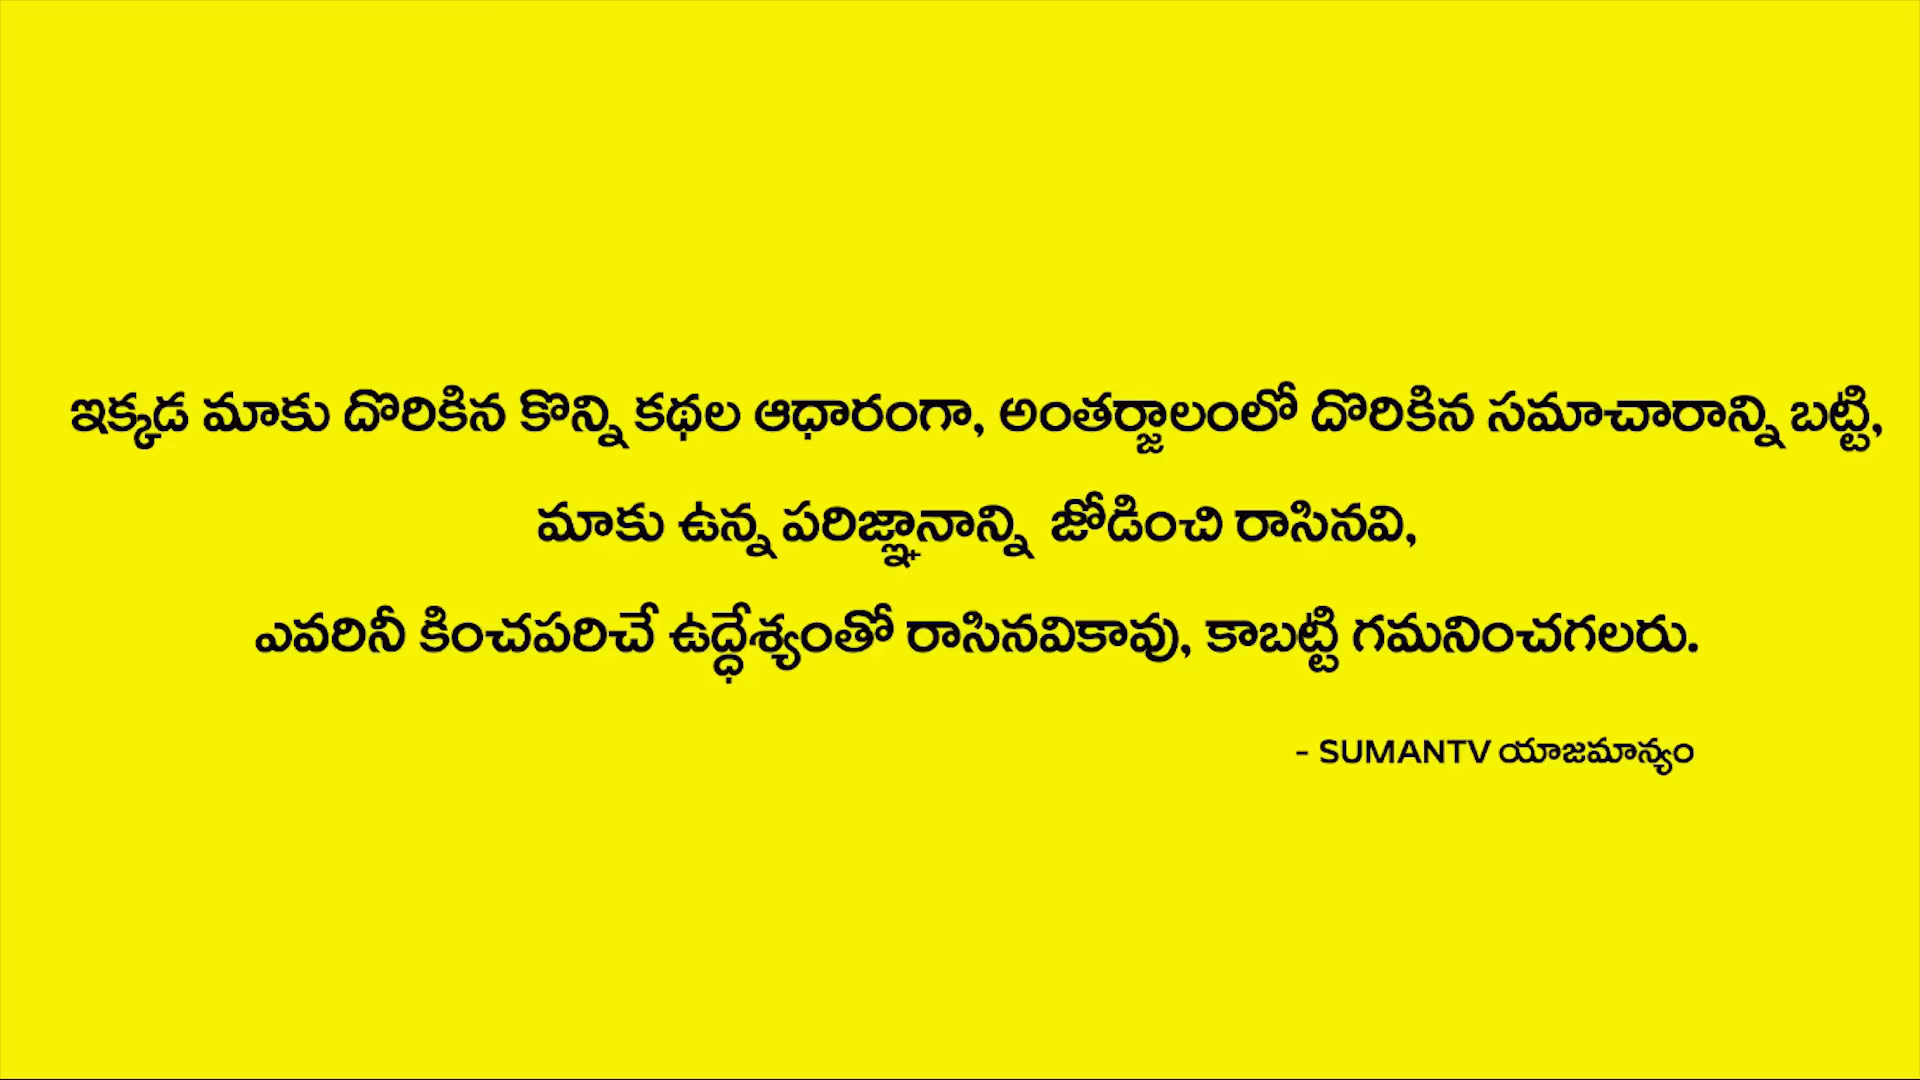 ఇక్కడ మాకు దొరికిన కొన్ని కథల ఆధారంగా, అంతర్జాలంలో దొరికిన సమాచారాన్ని బట్టి,
మాకు ఉన్న పరిజ్ఞానాన్ని జోడించి రాసినవి,
ఎవరినీ కించపరిచే ఉద్ధేశ్యంతో రాసినవికావు, కాబట్టి గమనించగలరు.
- SUMANTV యాజమాన్యం